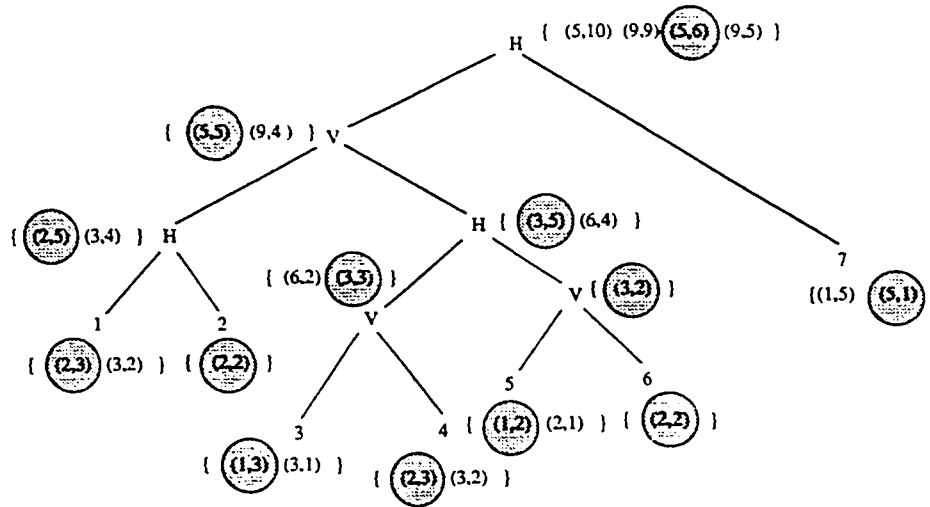 H { (5,10) (9,9) (5,6) (9,5) }
{ (5,5) (9,4) } V
{ (2,5) (3,4) } H
H { (3,5) (6,4) }
{ (6,2) (3,3) }
V
V { (3,2) }
7
{(1,5) (5,1)
1
{ (2,3) (3,2) }
2
{ (2,2) }
3
{ (1,3) (3,1) }
4
{ (2,3) (3,2) }
5
{ (1,2) (2,1) }
6
{ (2,2) }